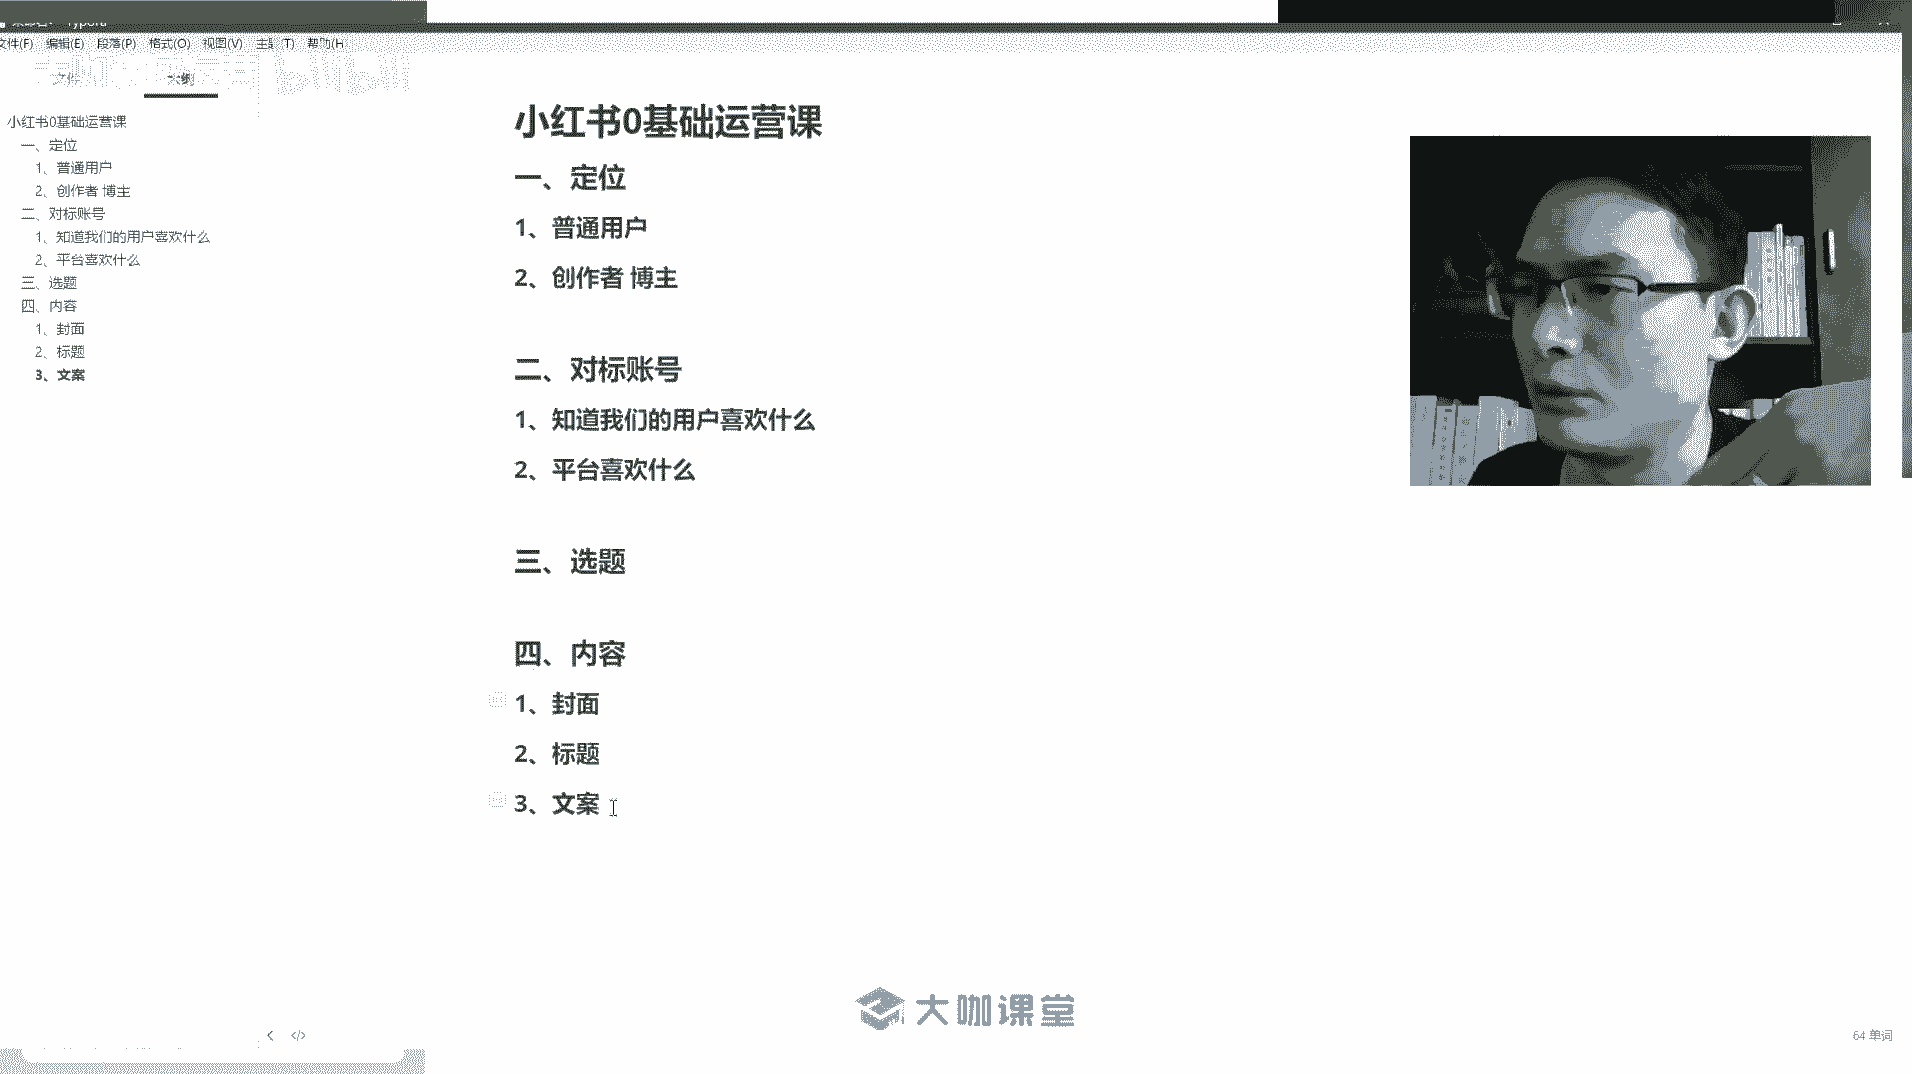 文件(F) 编辑(E) 段落(P) 格式(O) 视图(V) 主题(T) 帮助(H
文件 大纲
小红书0基础运营课
一、定位
1、普通用户
2、创作者 博主
二、对标账号
1、知道我们的用户喜欢什么
2、平台喜欢什么
三、选题
四、内容
1、封面
2、标题
3、文案
小红书0基础运营课
一、定位
1、普通用户
2、创作者 博主
二、对标账号
1、知道我们的用户喜欢什么
2、平台喜欢什么
三、选题
四、内容
1、封面
2、标题
3、文案
大咖课堂
64 单词